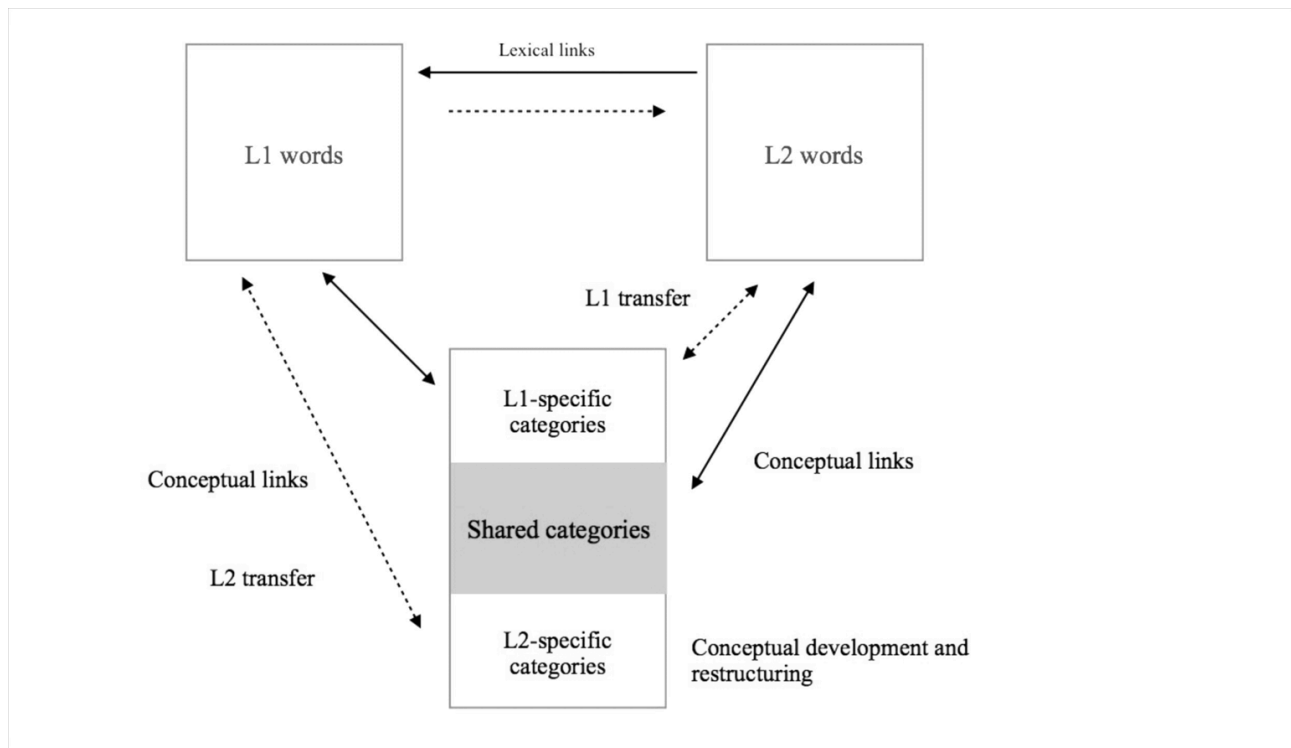 Lexical links
L1 words
L2 words
L1 transfer
L1-specific
categories
Conceptual links
Conceptual links
Shared categories
L2 transfer
L2-specific
categories
Conceptual development and
restructuring